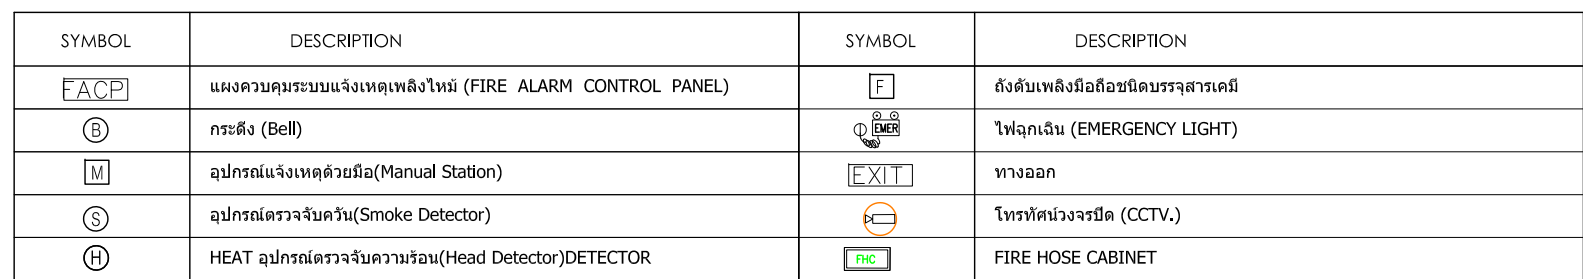 SYMBOL DESCRIPTION SYMBOL DESCRIPTION
FACP แผงควบคุมระบบแจ้งเหตุเพลิงไหม้ (FIRE ALARM CONTROL PANEL) F ถังดับเพลิงมือถือชนิดบรรจุสารเคมี
B กระดึง (Bell) EMER ไฟฉุกเฉิน (EMERGENCY LIGHT)
M อุปกรณ์แจ้งเหตุด้วยมือ(Manual Station) EXIT ทางออก
S อุปกรณ์ตรวจจับควัน(Smoke Detector) โทรทัศน์วงจรปิด (CCTV.)
H HEAT อุปกรณ์ตรวจจับความร้อน(Head Detector)DETECTOR FHC FIRE HOSE CABINET